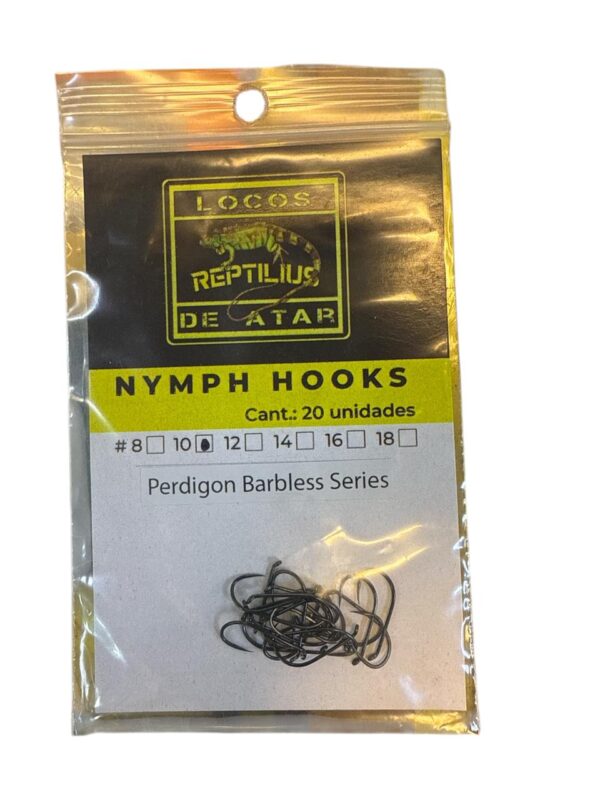 LOCOS
REPTILIUS
DE ATAR
NYMPH HOOKS
Cant.: 20 unidades
# 8 10 12 14 16 18
Perdigon Barbless Series